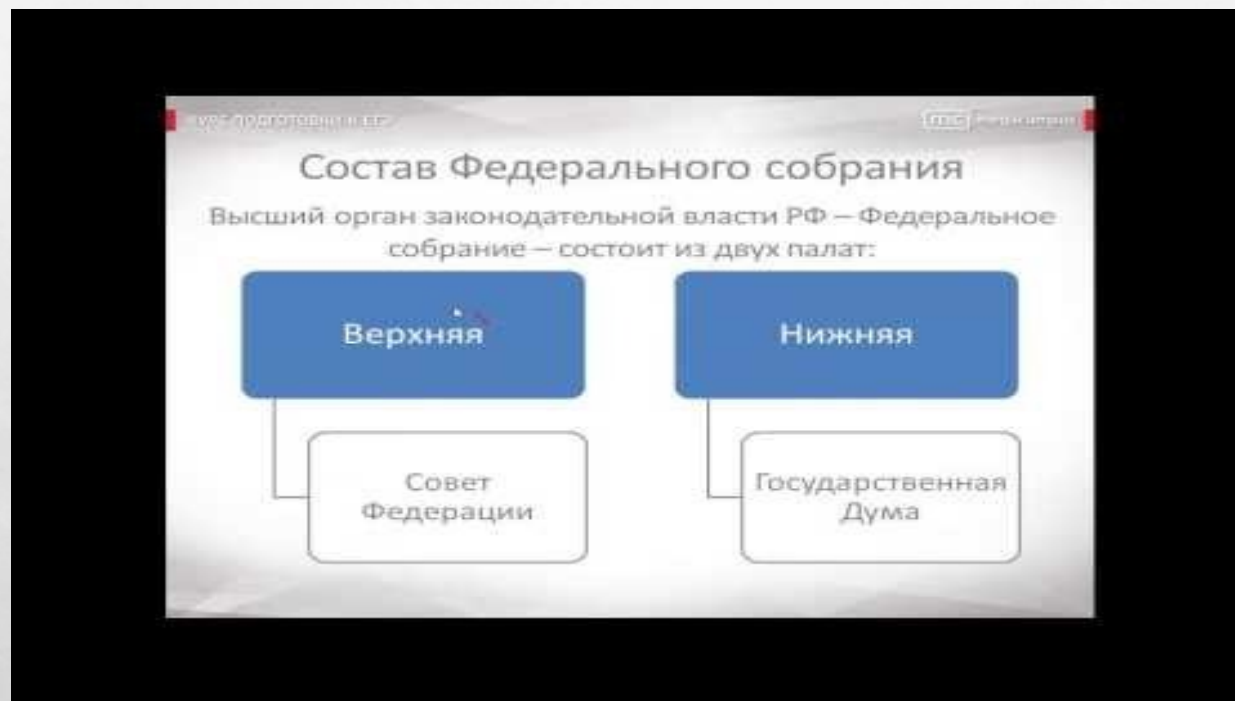 Состав Федерального собрания
Высший орган законодательной власти РФ – Федеральное
собрание – состоит из двух палат:
Верхняя
Нижняя
Совет
Федерации
Государственная
Дума